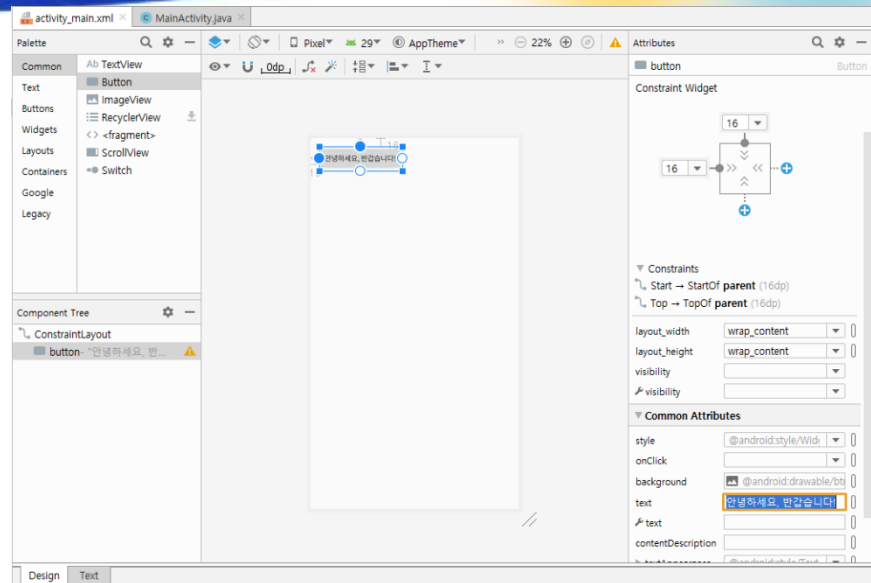 activity_main.xml
MainActivity.java
Palette
Pixel
29
AppTheme
»
22%
Attributes
Common
Text
Buttons
Widgets
Layouts
Containers
Google
Legacy
Ab TextView
Button
ImageView
RecyclerView
<> <fragment>
ScrollView
Switch
0dp
16
안녕하세요, 반갑습니다!
Component Tree
ConstraintLayout
button- "안녕하세요, 반...
button
Button
Constraint Widget
16
16
Constraints
Start → StartOf parent (16dp)
Top → TopOf parent (16dp)
layout_width wrap_content
layout_height wrap_content
visibility
visibility
Common Attributes
style @android:style/Wid
onClick
background @android:drawable/bt
text 안녕하세요, 반갑습니다!
text
contentDescription
Design
Text